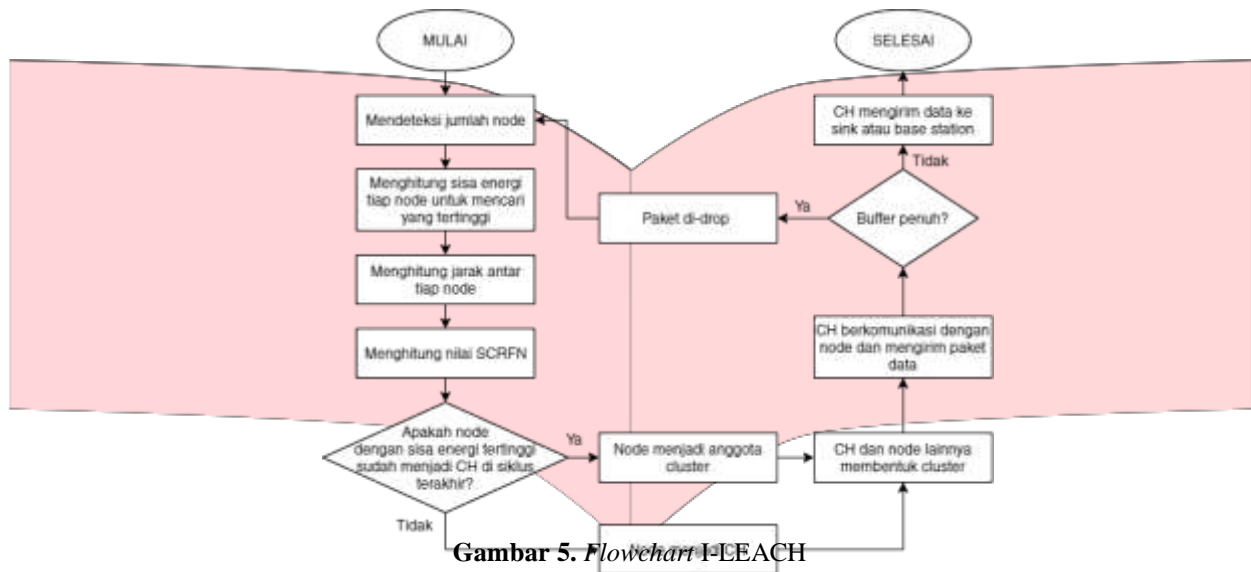 MULAI
Mendeteksi jumlah node
Menghitung sisa energi
tiap node untuk mencari
yang tertinggi
Menghitung jarak antar
tiap node
Menghitung nilai SCRFN
Apakah node
dengan sisa energi tertinggi
sudah menjadi CH di siklus
terakhir?
Ya
Tidak
Node menjadi anggota
cluster
Node menjadi CH
CH dan node lainnya
membentuk cluster
CH berkomunikasi dengan
node dan mengirim paket
data
Buffer penuh?
Ya
Paket di-drop
Tidak
CH mengirim data ke
sink atau base station
SELESAI
Gambar 5. Flowchart I-LEACH